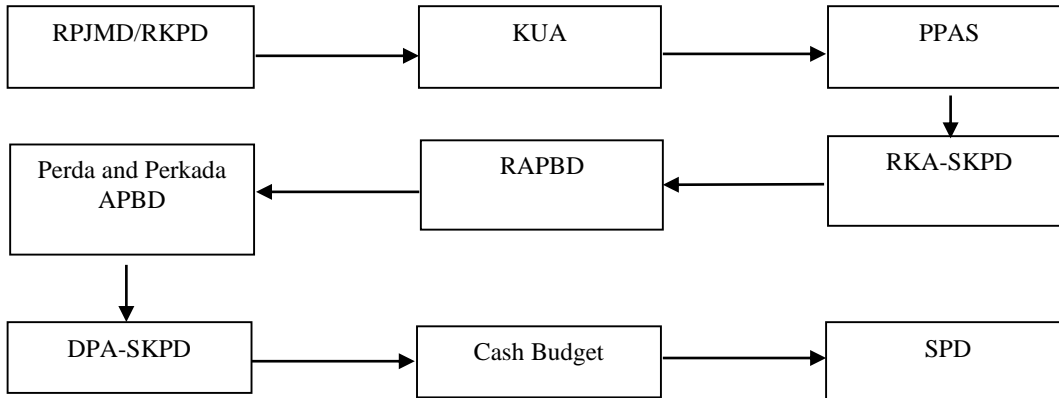 RPJMD/RKPD
KUA
PPAS
RKA-SKPD
RAPBD
Perda and Perkada
APBD
DPA-SKPD
Cash Budget
SPD